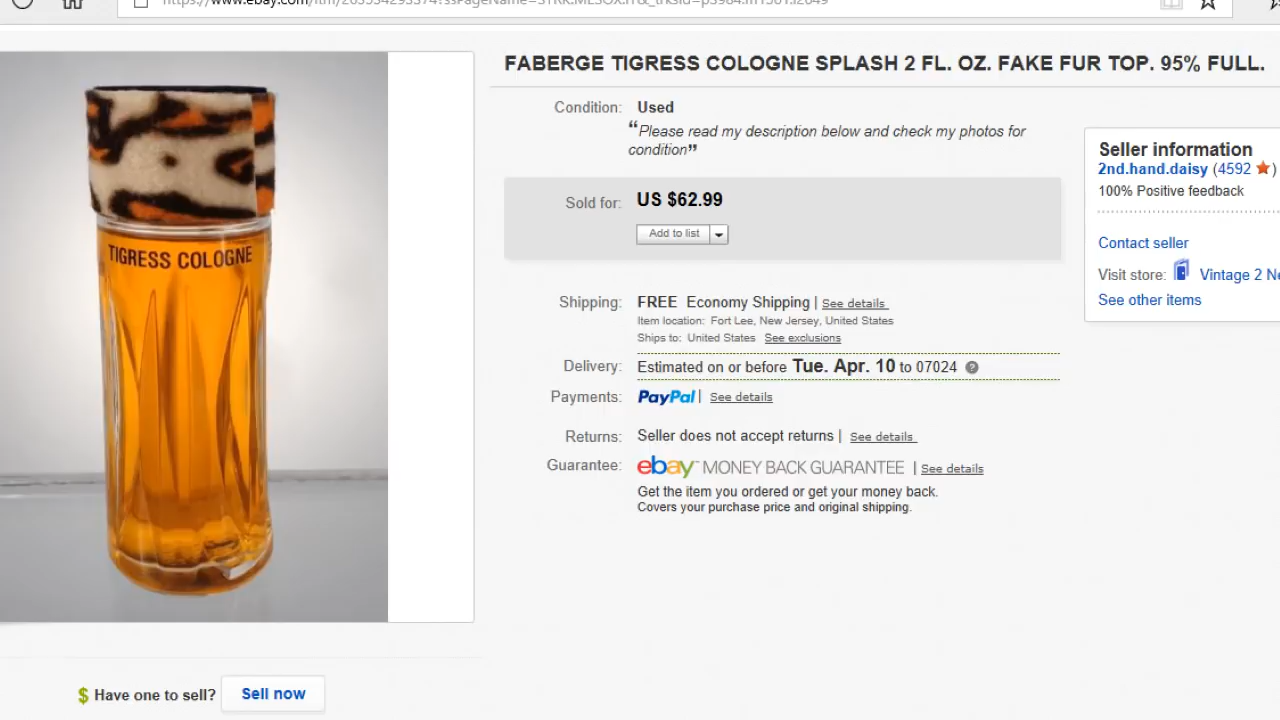 FABERGE TIGRESS COLOGNE SPLASH 2 FL. OZ. FAKE FUR TOP. 95% FULL.
TIGRESS COLOGNE
Condition: Used
“Please read my description below and check my photos for
condition”
Sold for: US $62.99
Add to list
Shipping: FREE Economy Shipping | See details
Item location: Fort Lee, New Jersey, United States
Ships to: United States See exclusions
Delivery: Estimated on or before Tue. Apr. 10 to 07024 ?
Payments: PayPal | See details
Returns: Seller does not accept returns | See details
Guarantee: ebay™ MONEY BACK GUARANTEE | See details
Get the item you ordered or get your money back.
Covers your purchase price and original shipping.
Seller information
2nd.hand.daisy (4592 ★)
100% Positive feedback
Contact seller
Visit store: Vintage 2
See other items
$ Have one to sell? Sell now